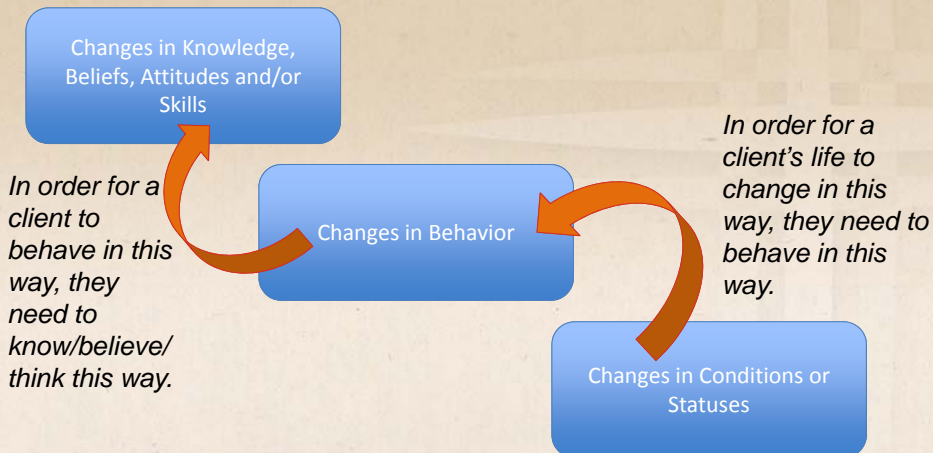 Changes in Knowledge,
Beliefs, Attitudes and/or
Skills
In order for a
client to
behave in this
way, they
need to
know/believe/
think this way.
Changes in Behavior
In order for a
client’s life to
change in this
way, they need to
behave in this
way.
Changes in Conditions or
Statuses